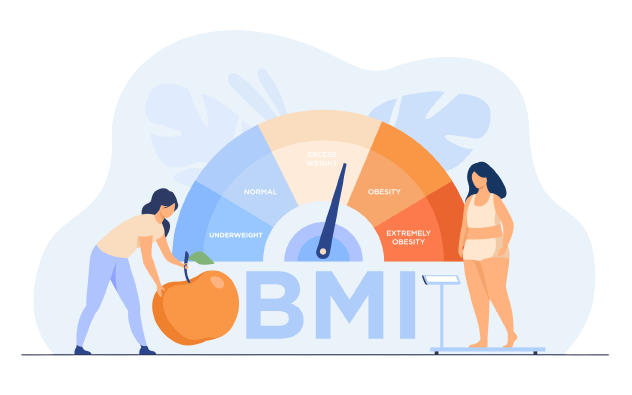 EXCESS
WEIGHT
NORMAL
OBESITY
UNDERWEIGHT
EXTREMELY
OBESITY
BMI